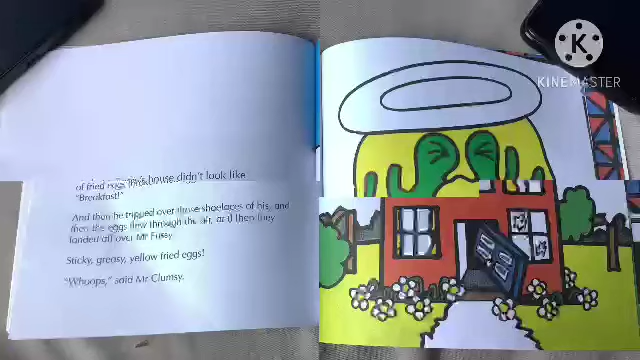 house didn't look like
of fried eggs
"Breakfast!"
And then he tripped over those shoelaces of his, and
then the eggs flew through the air, and then they
landed all over Mr Fussy.
Sticky, greasy, yellow fried eggs!
"Whoops," said Mr Clumsy.
K
KINEMASTER